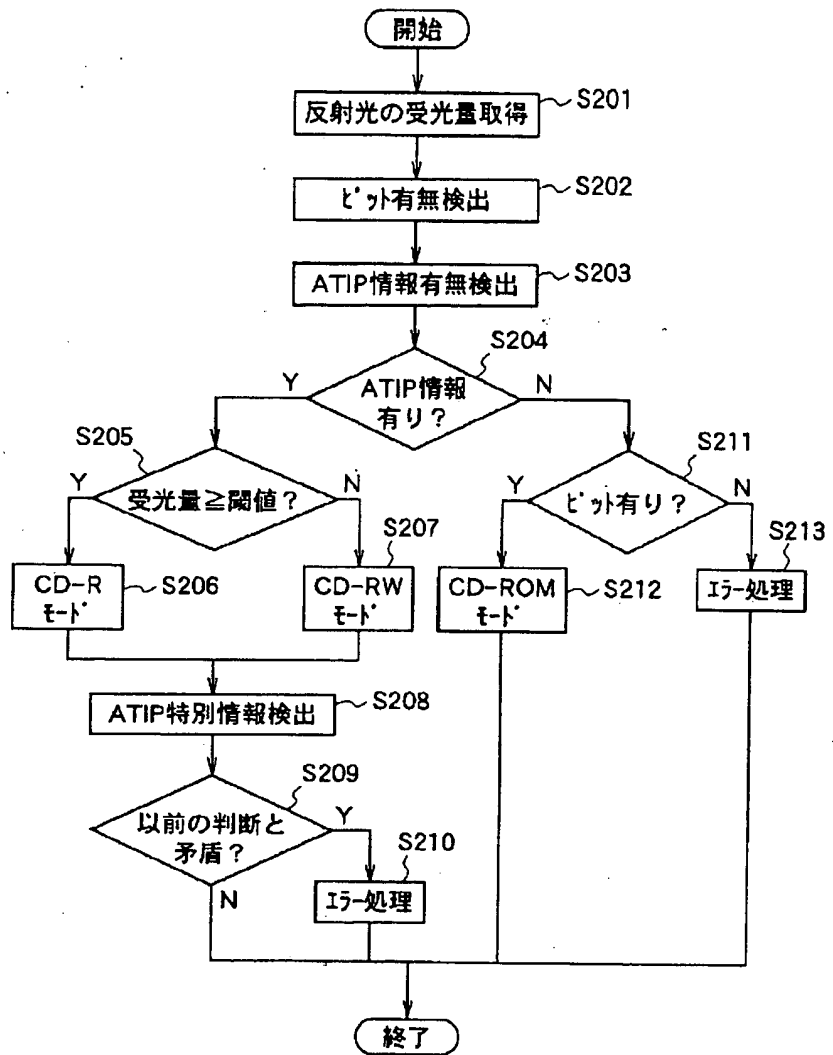 開始
反射光の受光量取得
S201
ﾋﾟｯﾄ有無検出
S202
ATIP情報有無検出
S203
S204
Y
ATIP情報
有り？
N
S205
Y
受光量≧閾値？
N
S211
Y
ﾋﾟｯﾄ有り？
N
CD-R
ﾓｰﾄﾞ
S206
S207
CD-RW
ﾓｰﾄﾞ
CD-ROM
ﾓｰﾄﾞ
S212
S213
ｴﾗｰ処理
ATIP特別情報検出
S208
S209
以前の判断と
矛盾？
Y
N
S210
ｴﾗｰ処理
終了